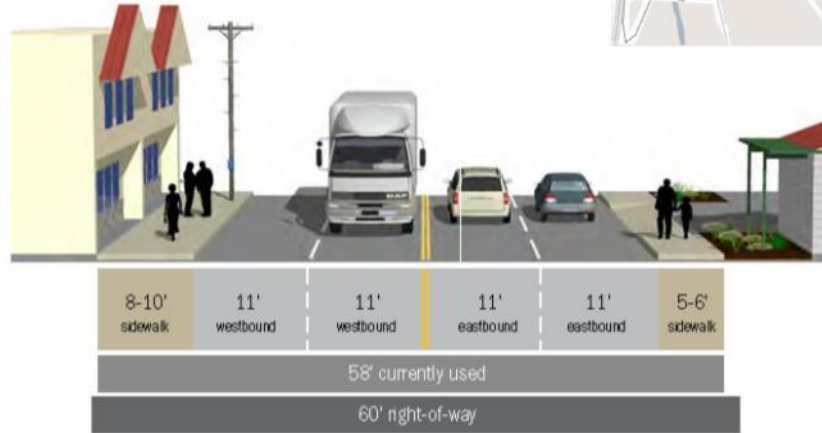 8-10'
sidewalk
11'
westbound
11'
westbound
11'
eastbound
11'
eastbound
5-6'
sidewalk
58' currently used
60' right-of-way